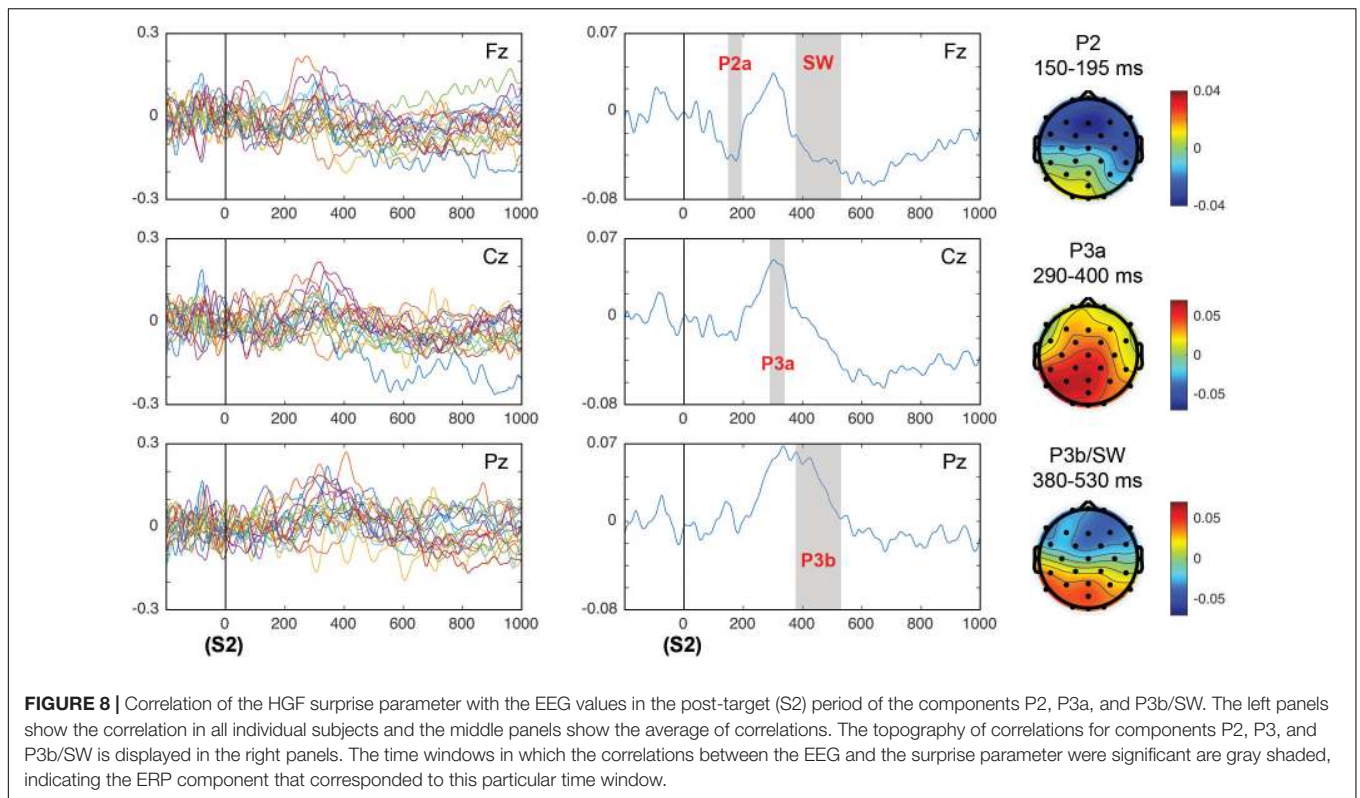 0.3
Fz
0
-0.3
0 200 400 600 800 1000
0.07
Fz
P2a
SW
0
-0.08
0 200 400 600 800 1000
P2
150-195 ms
0.04
0
-0.04
0.3
Cz
0
-0.3
0 200 400 600 800 1000
0.07
Cz
0
P3a
-0.08
0 200 400 600 800 1000
P3a
290-400 ms
0.05
0
-0.05
0.3
Pz
0
-0.3
0 200 400 600 800 1000
(S2)
0.07
Pz
0
P3b
-0.08
0 200 400 600 800 1000
(S2)
P3b/SW
380-530 ms
0.05
0
-0.05
FIGURE 8 | Correlation of the HGF surprise parameter with the EEG values in the post-target (S2) period of the components P2, P3a, and P3b/SW. The left panels
show the correlation in all individual subjects and the middle panels show the average of correlations. The topography of correlations for components P2, P3, and
P3b/SW is displayed in the right panels. The time windows in which the correlations between the EEG and the surprise parameter were significant are gray shaded,
indicating the ERP component that corresponded to this particular time window.